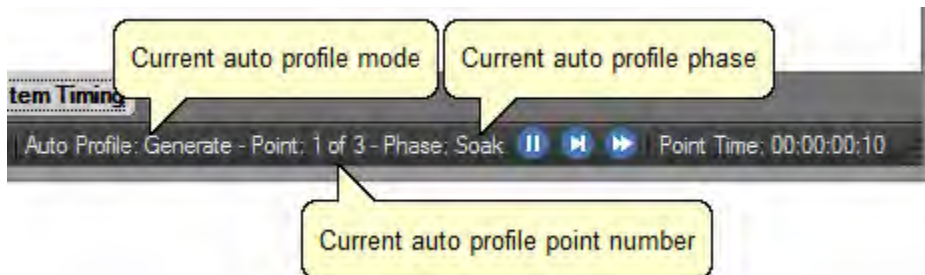 Current auto profile mode
Current auto profile phase
tem Timing
Auto Profile: Generate - Point: 1 of 3 - Phase: Soak
Point Time: 00:00:00:10
Current auto profile point number